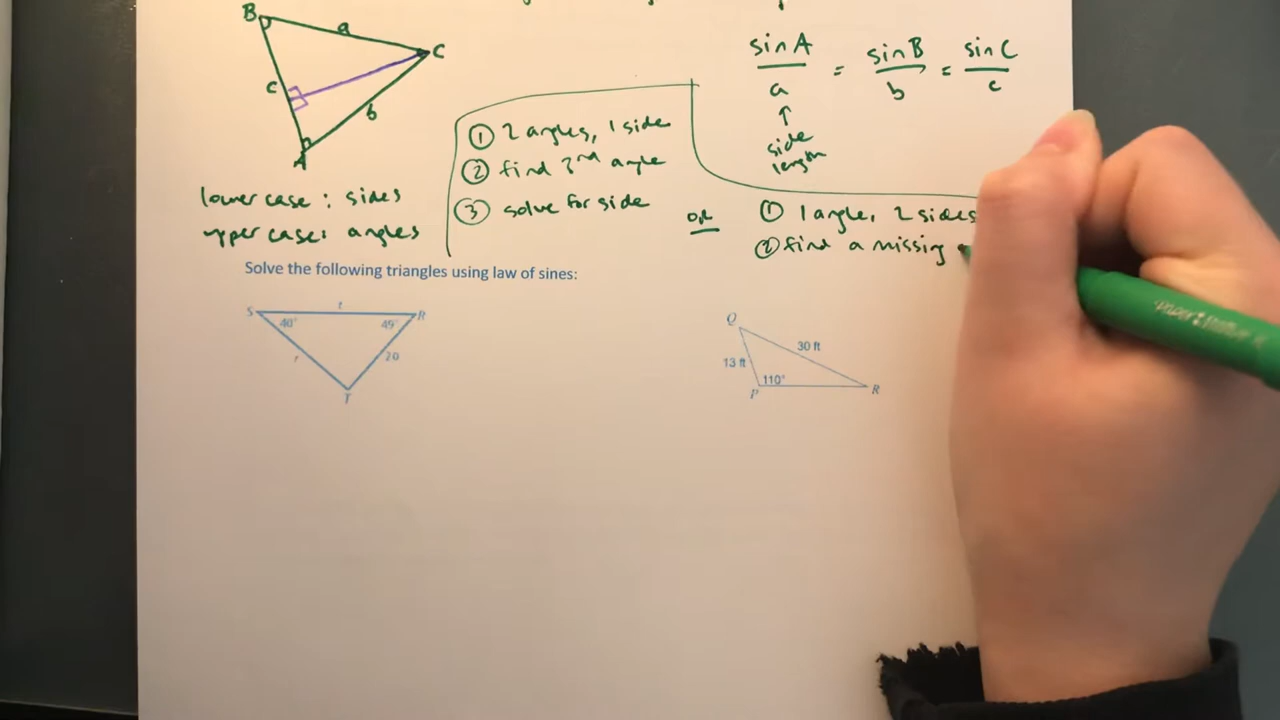 B
a
C
c
b
A
sin A
a
=
sin B
b
=
sin C
c
↑
side
length
① 2 angles, 1 side
② find 3rd angle
③ solve for side
lower case : sides
upper case: angles
OR
① 1 angle, 2 sides
② find a missing
Solve the following triangles using law of sines:
S
t
R
40°
49°
r
20
T
Q
30 ft
13 ft
110°
P
R